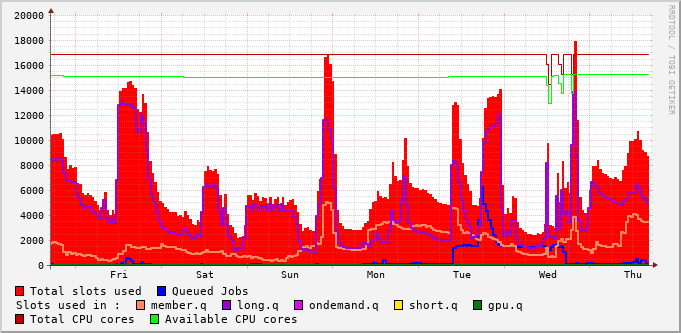 20000
18000
16000
14000
12000
10000
8000
6000
4000
2000
0
Fri Sat Sun Mon Tue Wed Thu
RRDTOOL / TOBI OETIKER
Total slots used Queued Jobs
Slots used in : member.q long.q ondemand.q short.q gpu.q
Total CPU cores Available CPU cores